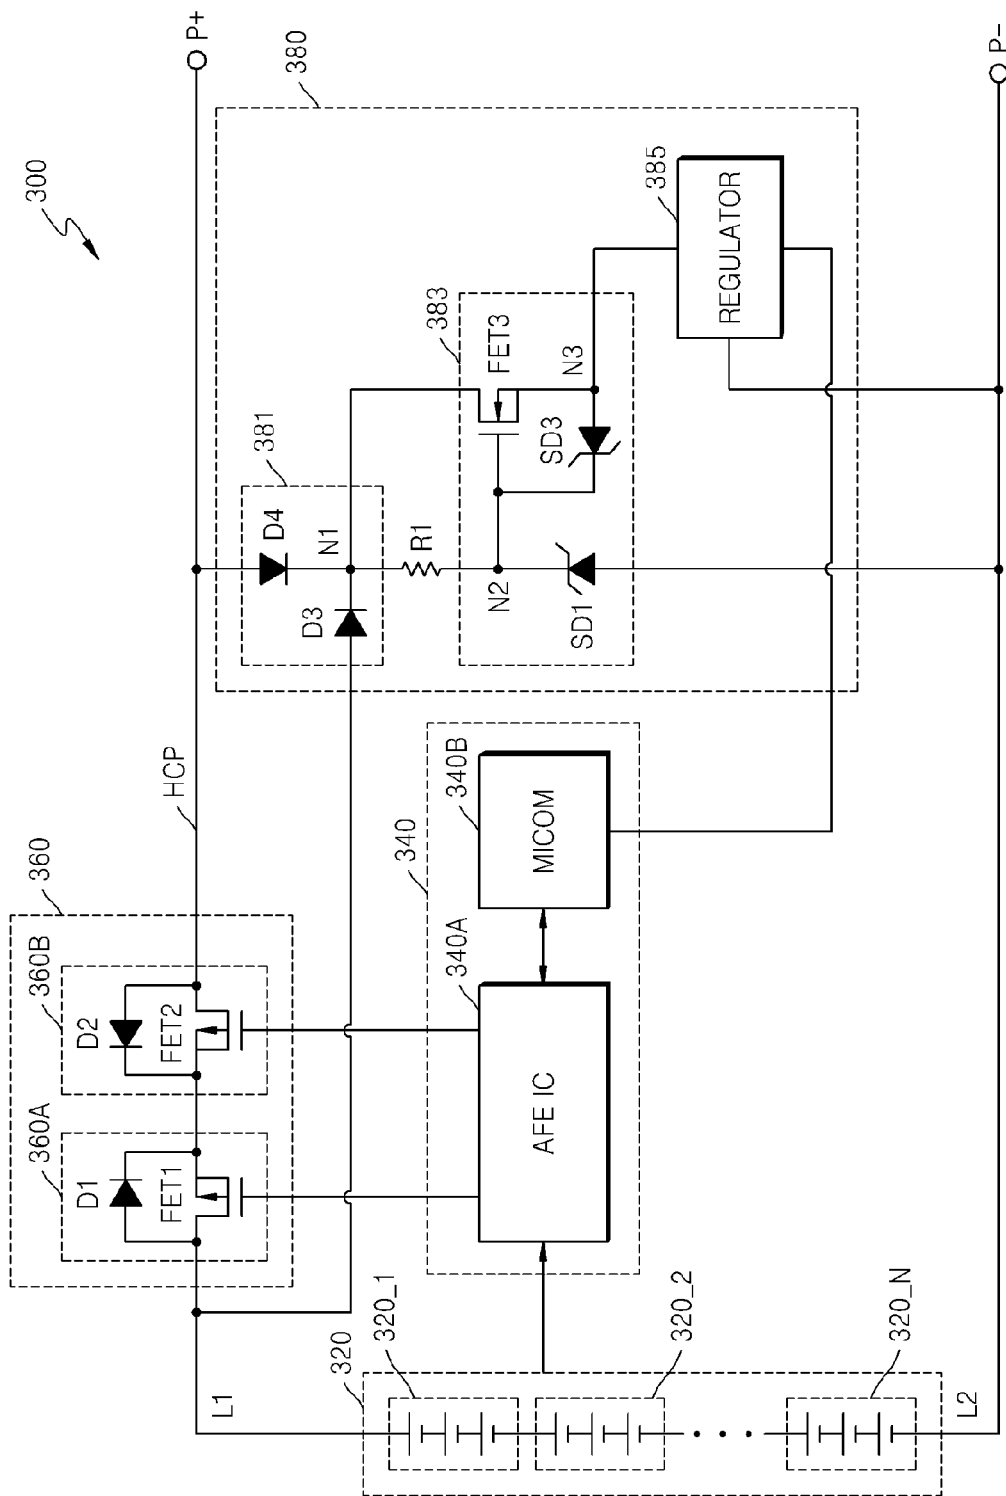 300
P+
P-
HCP
360
360A
360B
D1
FET1
D2
FET2
L1
380
381
D4
D3
N1
R1
383
FET3
N2
N3
SD1
SD3
385
REGULATOR
340
340A
AFE IC
340B
MICOM
320
320_1
320_2
320_N
L2